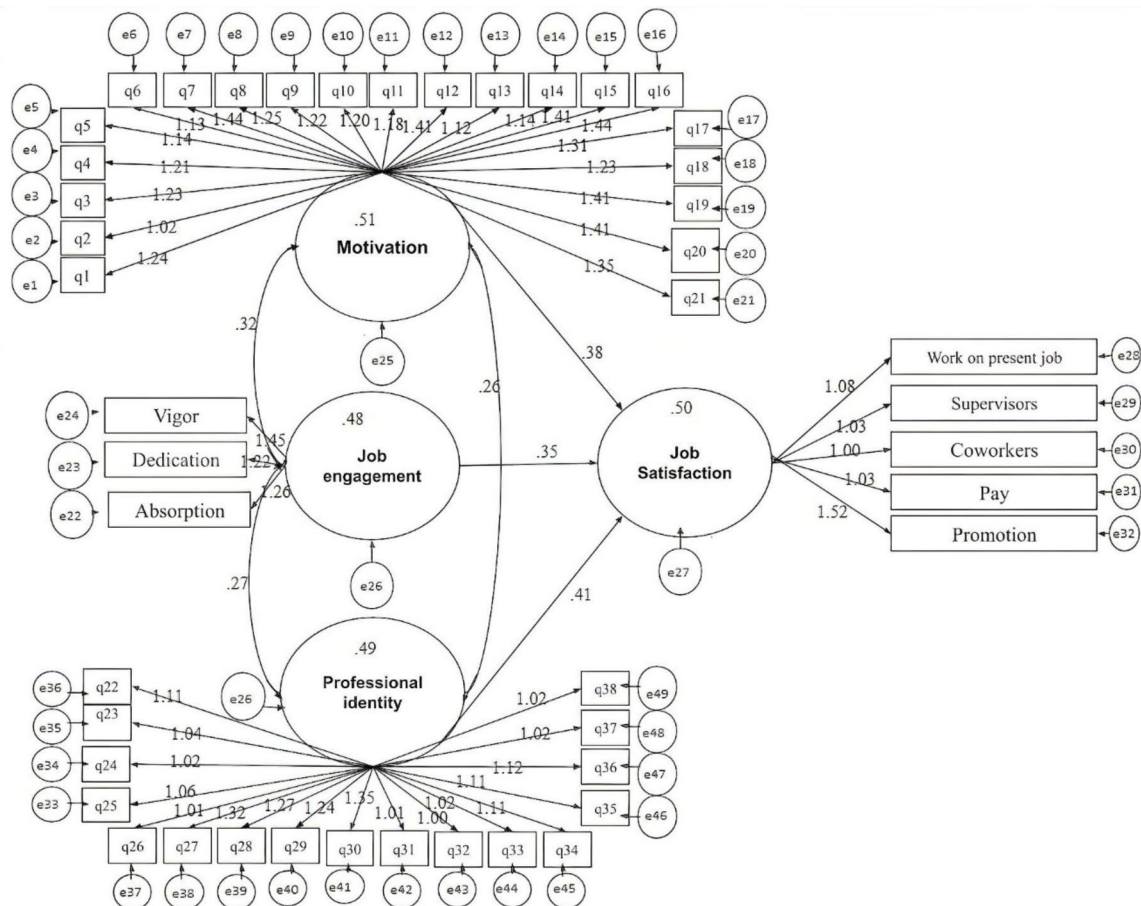 e6
e7
e8
e9
e10
e11
e12
e13
e14
e15
e16
q6
q7
q8
q9
q10
q11
q12
q13
q14
q15
q16
e5
q5
e4
q4
e3
q3
e2
q2
e1
q1
q17
e17
q18
e18
q19
e19
q20
e20
q21
e21
1.13
1.44
1.25
1.22
1.20
1.18
1.41
1.12
1.14
1.41
1.44
1.14
1.21
1.23
1.02
1.24
1.31
1.23
1.41
1.41
1.35
.51
Motivation
e25
.32
.26
.38
e24
Vigor
e23
Dedication
e22
Absorption
1.45
1.22
1.26
.48
Job
engagement
e26
.35
.50
Job
Satisfaction
e27
1.08
1.03
1.00
1.03
1.52
Work on present job
e28
Supervisors
e29
Coworkers
e30
Pay
e31
Promotion
e32
.27
.41
.49
Professional
identity
e26
e36
q22
e35
q23
e34
q24
e33
q25
1.11
1.04
1.02
1.06
1.01
1.32
1.27
1.24
1.35
1.01
1.00
1.02
1.11
1.11
1.12
1.02
1.02
q38
e49
q37
e48
q36
e47
q35
e46
q26
q27
q28
q29
q30
q31
q32
q33
q34
e37
e38
e39
e40
e41
e42
e43
e44
e45